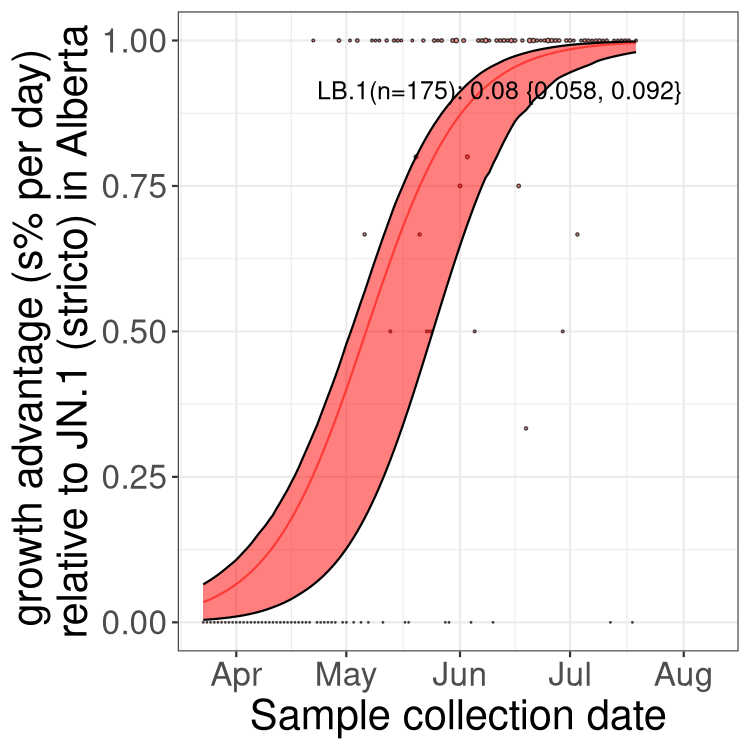 growth advantage (s% per day)
relative to JN.1 (stricto) in Alberta
1.00
0.75
0.50
0.25
0.00
LB.1(n=175): 0.08 {0.058, 0.092}
Apr May Jun Jul Aug
Sample collection date